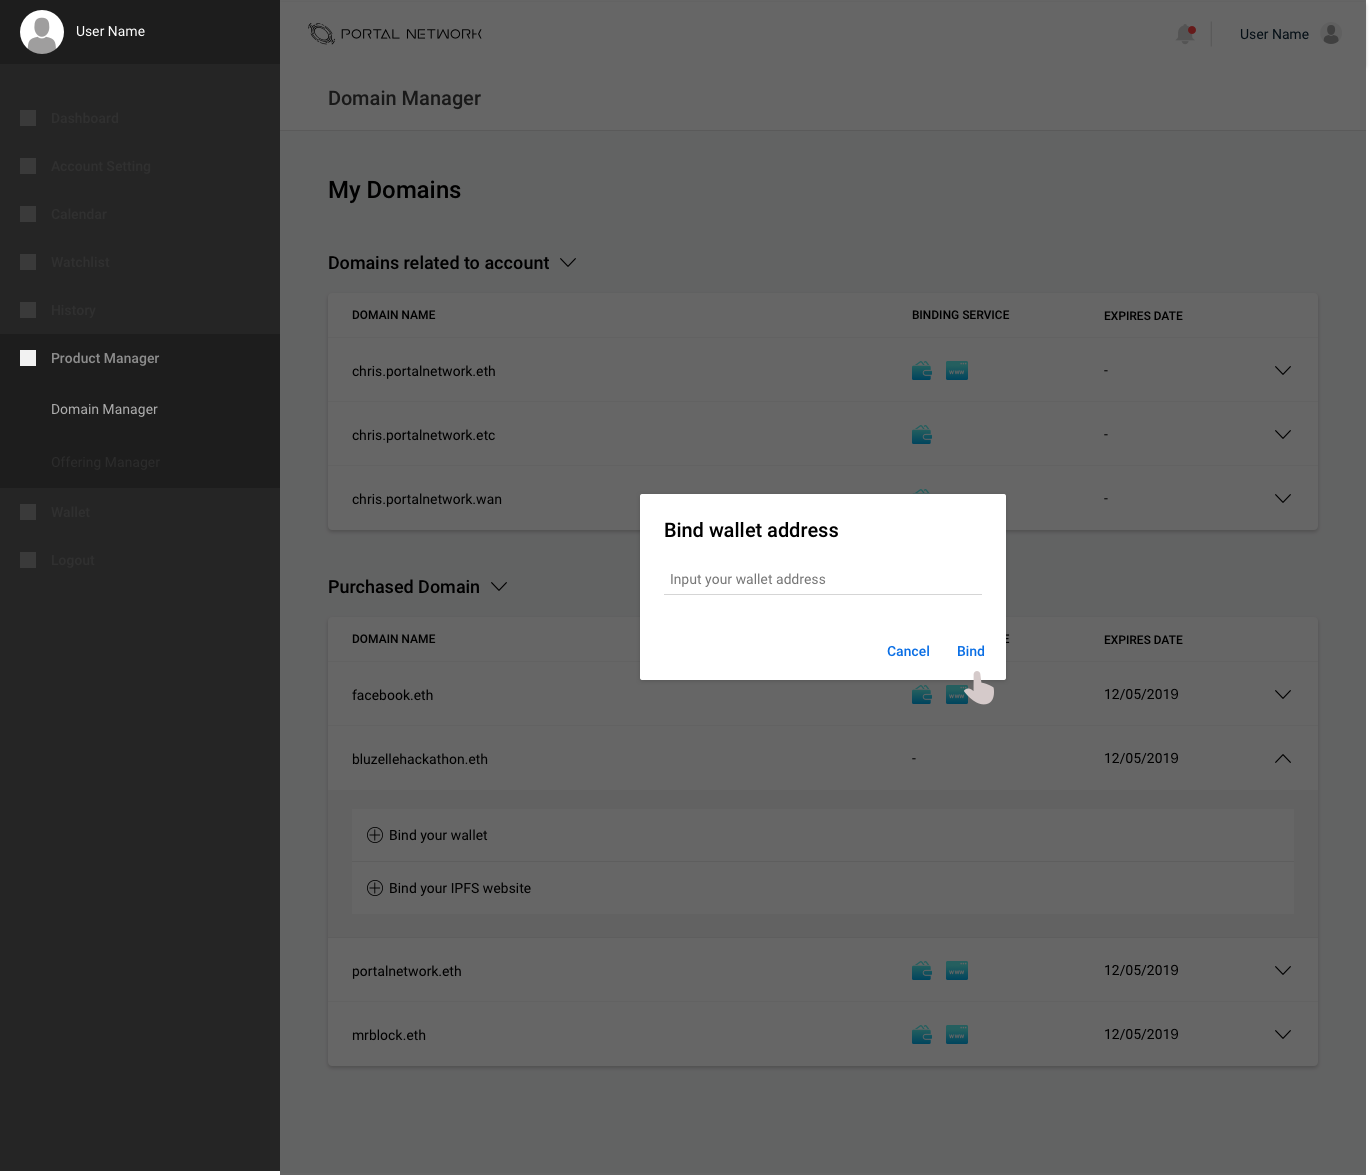 User Name
PORTAL NETWORK
User Name
Domain Manager
Dashboard
Account Setting
Calendar
Watchlist
History
Product Manager
Domain Manager
Offering Manager
Wallet
Logout
My Domains
Domains related to account
DOMAIN NAME BINDING SERVICE EXPIRES DATE
chris.portalnetwork.eth WWW -
chris.portalnetwork.etc -
chris.portalnetwork.wan -
Bind wallet address
Input your wallet address
Cancel Bind
Purchased Domain
DOMAIN NAME EXPIRES DATE
facebook.eth WWW 12/05/2019
bluzellehackathon.eth - 12/05/2019
Bind your wallet
Bind your IPFS website
portalnetwork.eth WWW 12/05/2019
mrblock.eth WWW 12/05/2019